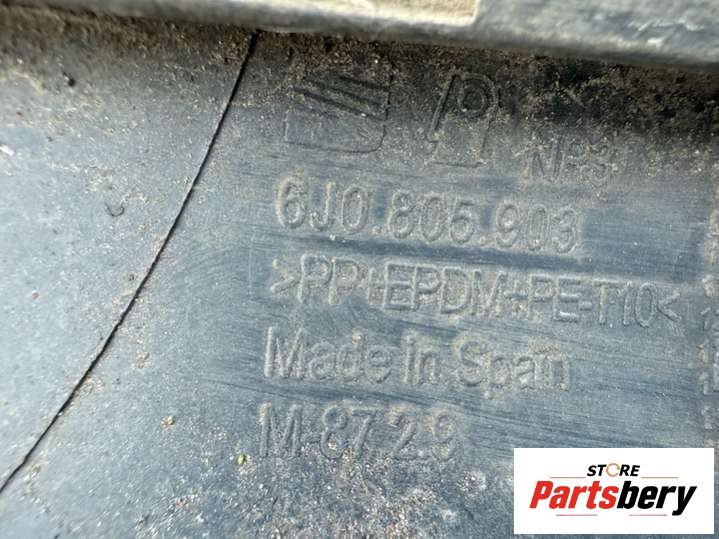 NP3
6J0.805.903
>PP+EPDM+PE-T10<
Made in Spain
M-87.2.9
STORE
Partsbery